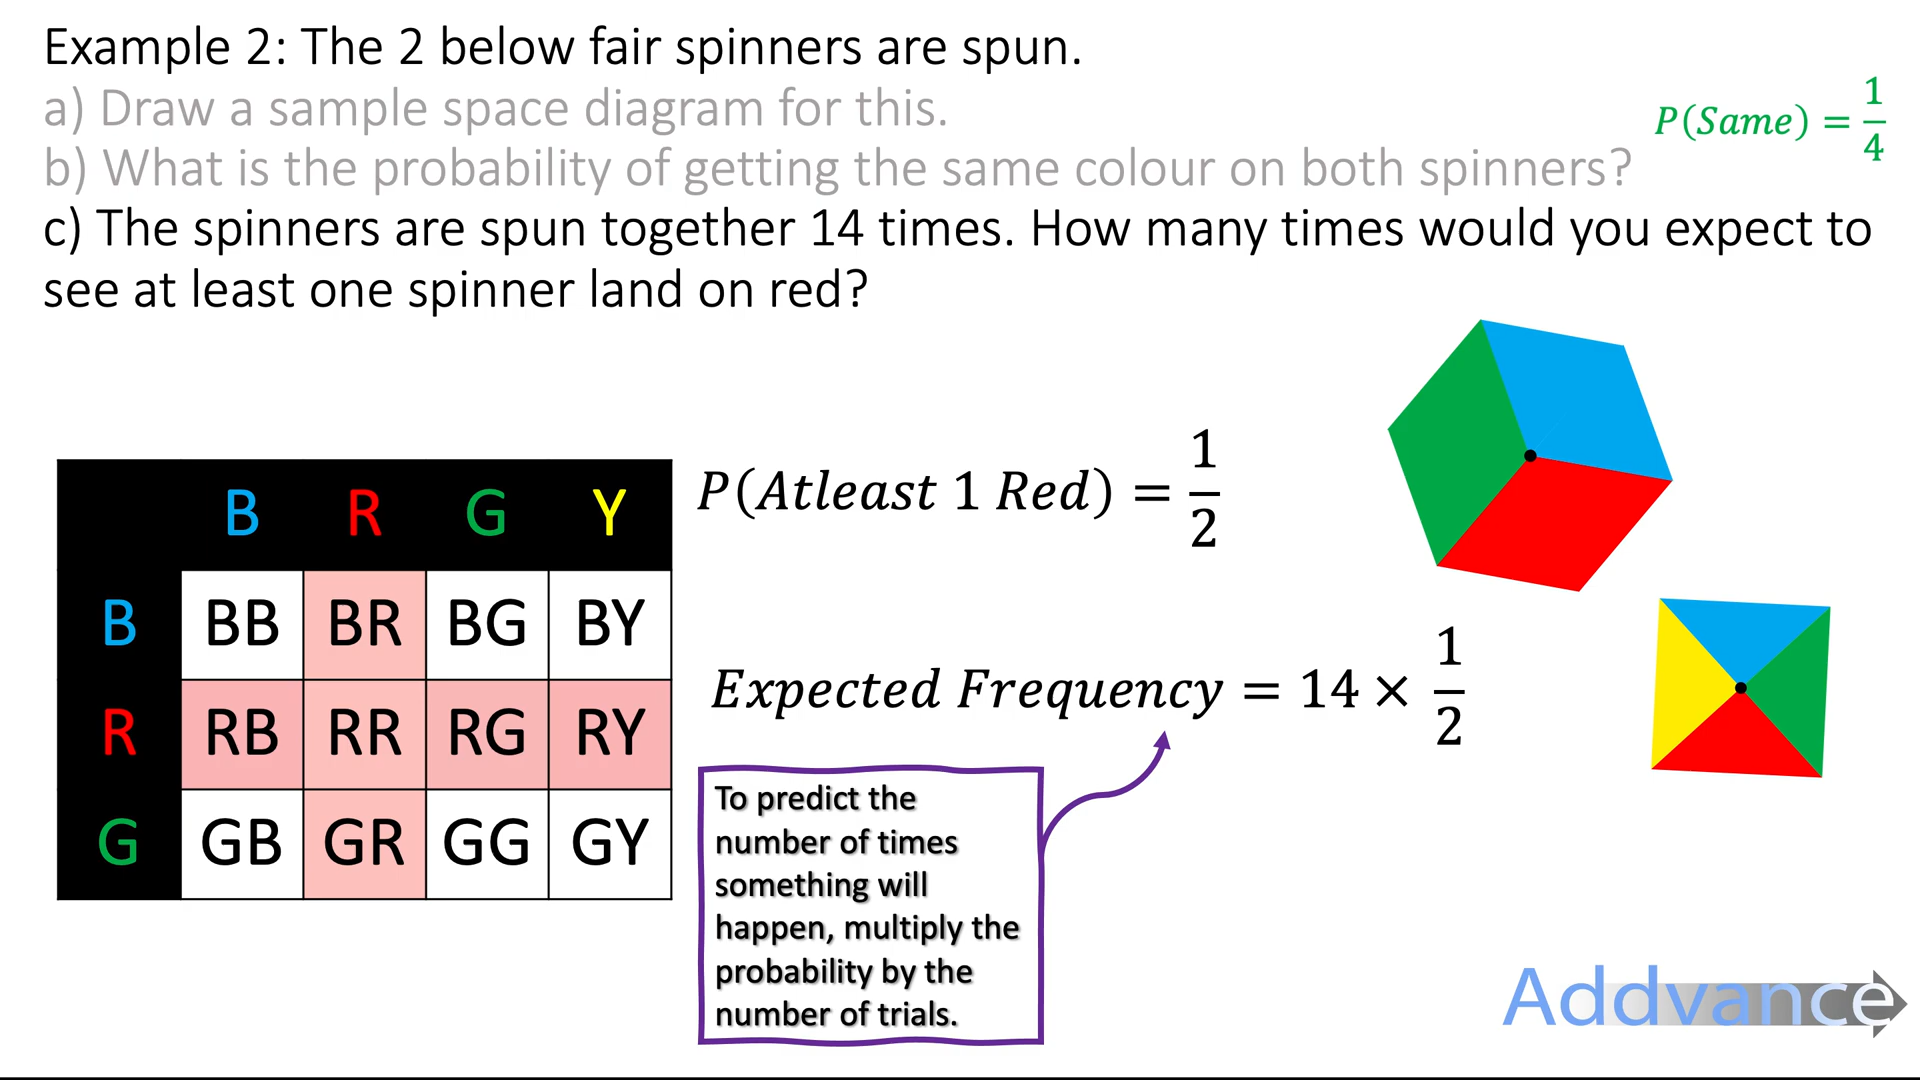 Example 2: The 2 below fair spinners are spun.
a) Draw a sample space diagram for this.
b) What is the probability of getting the same colour on both spinners?
P(Same) = 1/4
c) The spinners are spun together 14 times. How many times would you expect to
see at least one spinner land on red?
B R G Y
B BB BR BG BY
R RB RR RG RY
G GB GR GG GY
P(Atleast 1 Red) = 1/2
Expected Frequency = 14 × 1/2
To predict the
number of times
something will
happen, multiply the
probability by the
number of trials.
Addvance